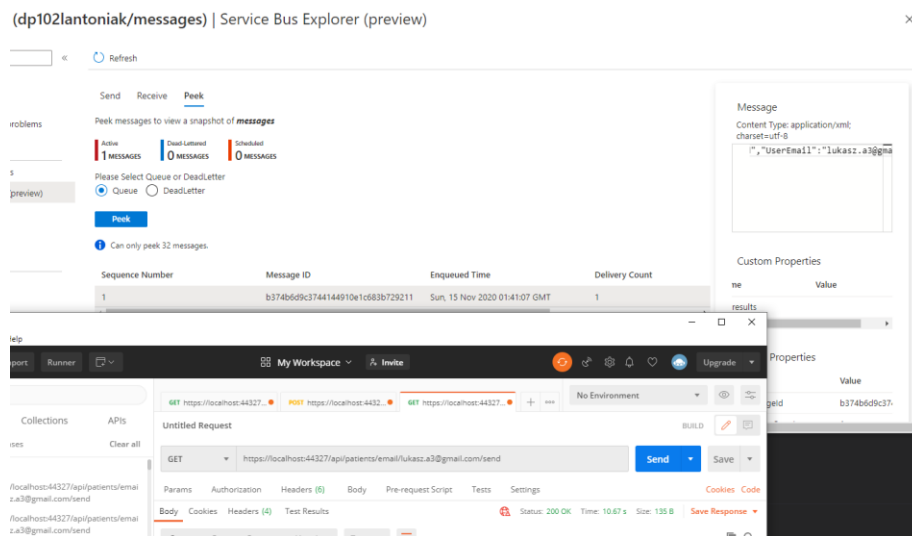 (dp102lantoniak/messages) | Service Bus Explorer (preview)
«
Refresh
Send Receive Peek
problems
Peek messages to view a snapshot of messages
Active
1 MESSAGES
Dead-Lettered
0 MESSAGES
Scheduled
0 MESSAGES
s
(preview)
Please Select Queue or DeadLetter
Queue DeadLetter
Peek
Can only peek 32 messages.
Sequence Number Message ID Enqueued Time Delivery Count
1 b374b6d9c3744144910e1c683b729211 Sun, 15 Nov 2020 01:41:07 GMT 1
Message
Content Type: application/xml;
charset=utf-8
","UserEmail":"lukasz.a3@gma
Custom Properties
me Value
results
Properties
Value
geId b374b6d9c37
Help
port Runner My Workspace Invite Upgrade
GET https://localhost:44327... POST https://localhost:4432... GET https://localhost:44327... + ••• No Environment
Collections APIs
Untitled Request BUILD
ses Clear all
GET https://localhost:44327/api/patients/email/lukasz.a3@gmail.com/send Send Save
/localhost:44327/api/patients/emai
z.a3@gmail.com/send
/localhost:44327/api/patients/emai
z.a3@gmail.com/send
Params Authorization Headers (6) Body Pre-request Script Tests Settings Cookies Code
Body Cookies Headers (4) Test Results Status: 200 OK Time: 10.67 s Size: 135 B Save Response